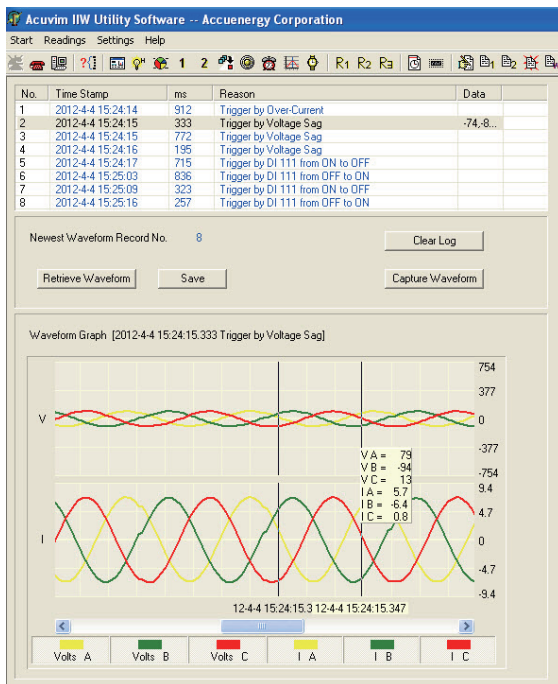 Acuvim IIW Utility Software -- Accuenergy Corporation
Start Readings Settings Help
?{} 1 2 R1 R2 R3
No. Time Stamp ms Reason Data
1 2012-4-4 15:24:14 912 Trigger by Over-Current
2 2012-4-4 15:24:15 333 Trigger by Voltage Sag -74,-8...
3 2012-4-4 15:24:15 772 Trigger by Voltage Sag
4 2012-4-4 15:24:16 195 Trigger by Voltage Sag
5 2012-4-4 15:24:17 715 Trigger by DI 111 from ON to OFF
6 2012-4-4 15:25:03 836 Trigger by DI 111 from OFF to ON
7 2012-4-4 15:25:09 323 Trigger by DI 111 from ON to OFF
8 2012-4-4 15:25:16 257 Trigger by DI 111 from OFF to ON
Newest Waveform Record No. 8 Clear Log
Retrieve Waveform Save Capture Waveform
Waveform Graph [2012-4-4 15:24:15.333 Trigger by Voltage Sag]
754
377
V 0
-377
-754
V A = 79
V B = -94
V C = 13
I A = 5.7
I B = -6.4
I C = 0.8
9.4
4.7
I 0
-4.7
-9.4
12-4-4 15:24:15.3 12-4-4 15:24:15.347
Volts A Volts B Volts C I A I B I C